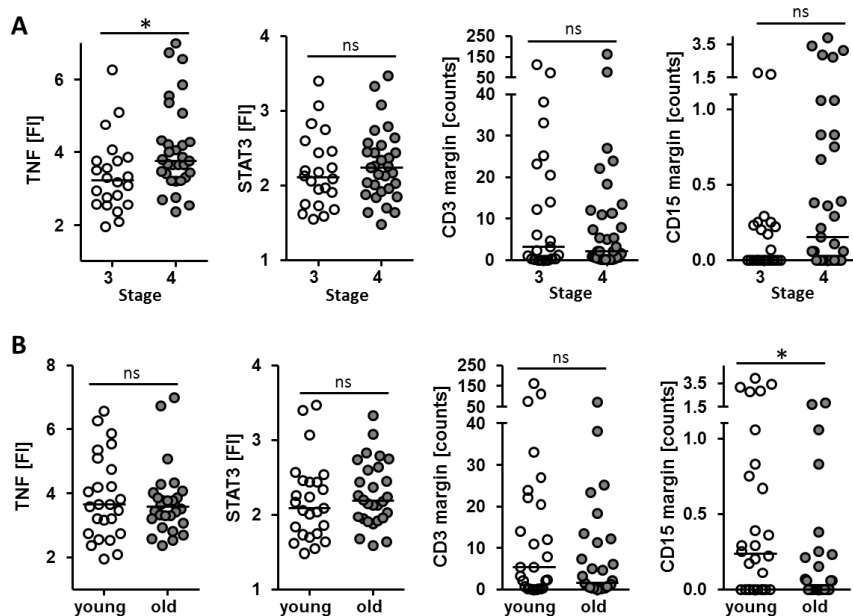 A
*
TNF [FI]
6
4
2
3
4
Stage
ns
STAT3 [FI]
4
3
2
1
3
4
Stage
ns
CD3 margin [counts]
250
150
50
40
30
20
10
0
3
4
Stage
ns
CD15 margin [counts]
3.5
1.5
1.0
0.5
0.0
3
4
Stage
B
ns
TNF [FI]
8
6
4
2
young old
ns
STAT3 [FI]
4
3
2
1
young old
ns
CD3 margin [counts]
250
150
50
40
30
20
10
0
young old
*
CD15 margin [counts]
3.5
1.5
1.0
0.5
0.0
young old